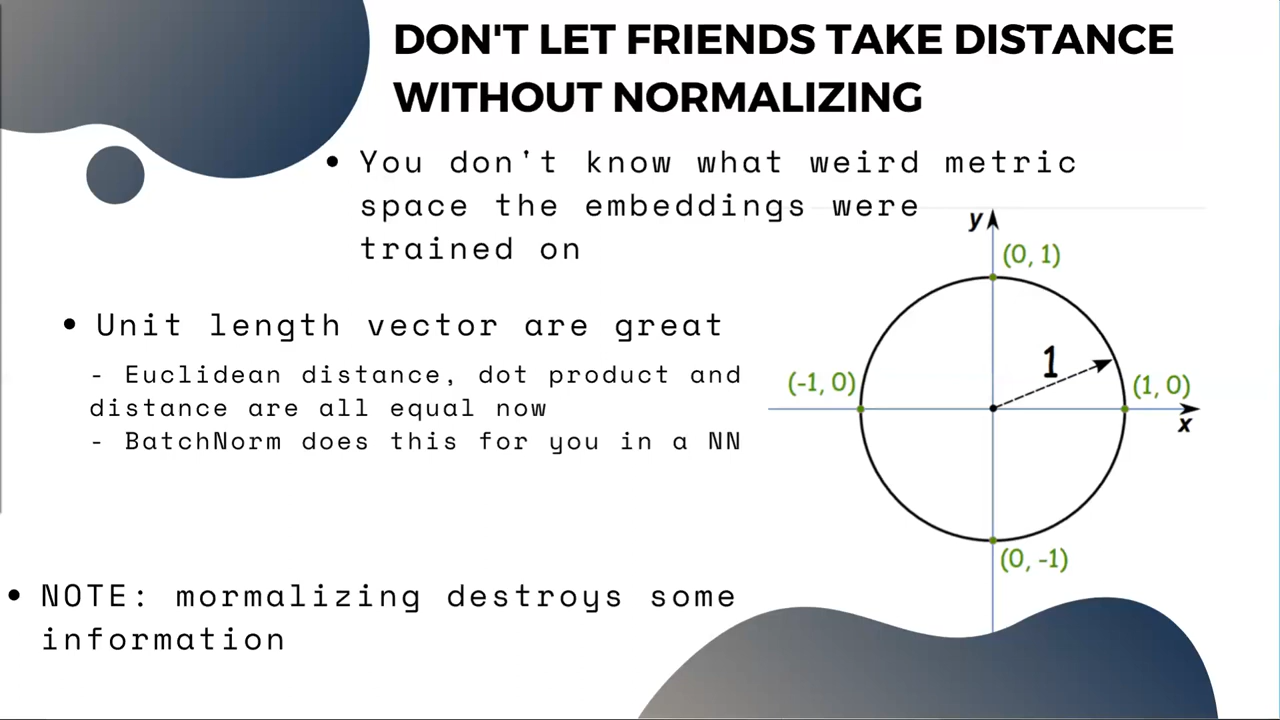 DON'T LET FRIENDS TAKE DISTANCE
WITHOUT NORMALIZING
• You don't know what weird metric
space the embeddings were
trained on
• Unit length vector are great
- Euclidean distance, dot product and
distance are all equal now
- BatchNorm does this for you in a NN
• NOTE: mormalizing destroys some
information
y
(0, 1)
1
(-1, 0)
(1, 0)
x
(0, -1)